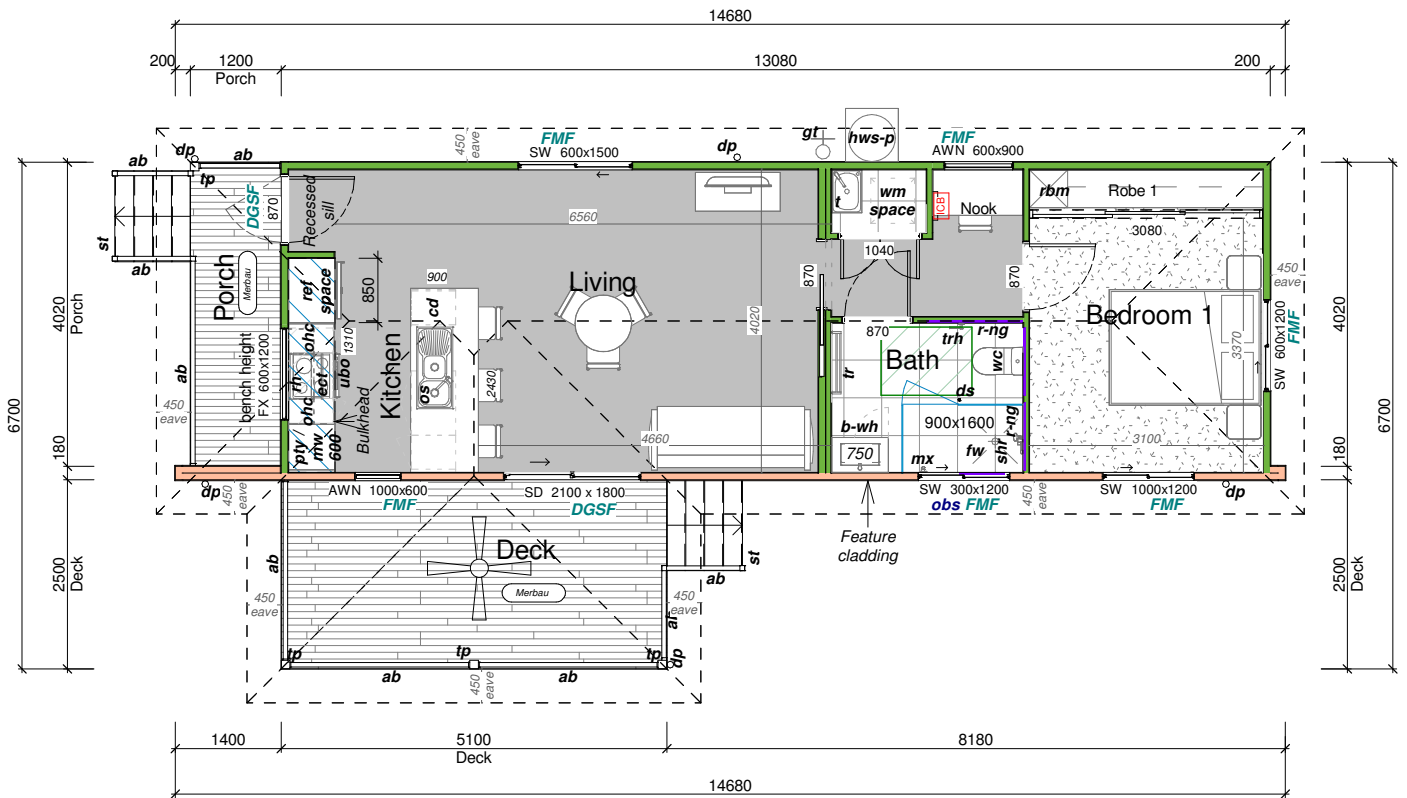 14680
200
1200
Porch
13080
200
ab
dp
ab
tp
450
eave
FMF
SW 600x1500
dp
gt
hws-p
FMF
AWN 600x900
st
ab
DGSF
870
Recessed
sill
6560
t
wm
space
ICB
Nook
rbm
Robe 1
3080
1040
870
870
450
eave
Porch
Merbau
ref
space
850
900
cd
Living
4020
Bedroom 1
3370
SW 600x1200
FMF
4020
Porch
4020
6700
6700
ab
bench height
FX 600x1200
ohc
rh
ect
ohc
ubo
1310
Kitchen
os
2430
870
Bath
trh
r-ng
wc
tr
ds
900x1600
r-ng
shr
fw
b-wh
750
mx
3100
4660
Bulkhead
pty
mw
600
450
eave
180
180
dp
450
eave
AWN 1000x600
FMF
SD 2100 x 1800
DGSF
SW 300x1200
obs FMF
450
eave
SW 1000x1200
FMF
dp
Feature
cladding
2500
Deck
2500
Deck
ab
450
eave
Deck
Merbau
ab
st
450
eave
tp
tp
tp
dp
ab
ab
450
eave
1400
5100
Deck
8180
14680